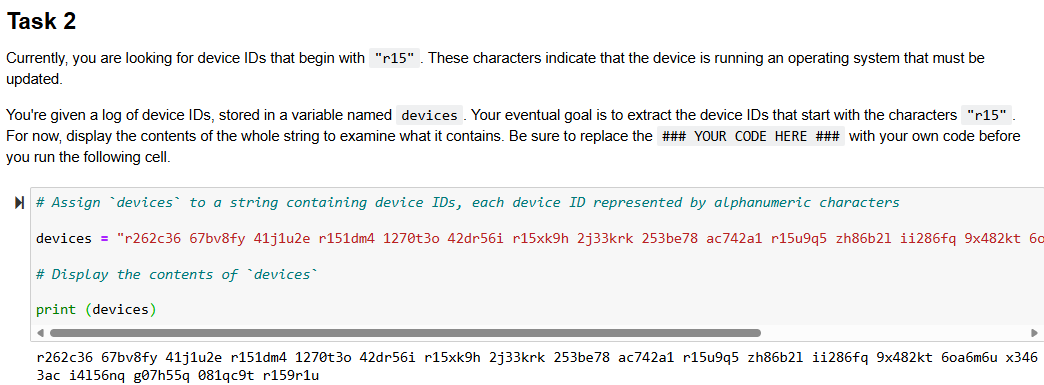 Task 2
Currently, you are looking for device IDs that begin with "r15" . These characters indicate that the device is running an operating system that must be
updated.
You're given a log of device IDs, stored in a variable named devices . Your eventual goal is to extract the device IDs that start with the characters "r15" .
For now, display the contents of the whole string to examine what it contains. Be sure to replace the ### YOUR CODE HERE ### with your own code before
you run the following cell.
# Assign `devices` to a string containing device IDs, each device ID represented by alphanumeric characters
devices = "r262c36 67bv8fy 41j1u2e r151dm4 1270t3o 42dr56i r15xk9h 2j33krk 253be78 ac742a1 r15u9q5 zh86b2l ii286fq 9x482kt 6o
# Display the contents of `devices`
print (devices)
r262c36 67bv8fy 41j1u2e r151dm4 1270t3o 42dr56i r15xk9h 2j33krk 253be78 ac742a1 r15u9q5 zh86b2l ii286fq 9x482kt 6oa6m6u x346
3ac i4l56nq g07h55q 081qc9t r159r1u